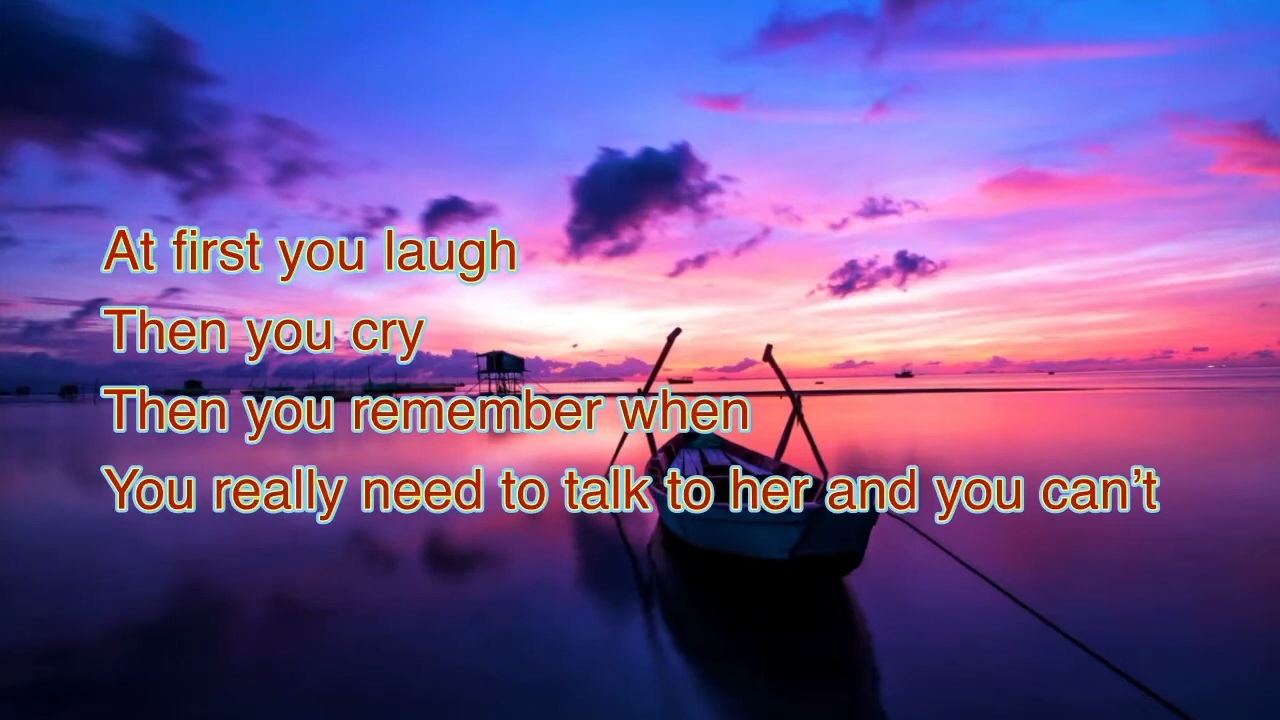 At first you laugh
Then you cry
Then you remember when
You really need to talk to her and you can’t